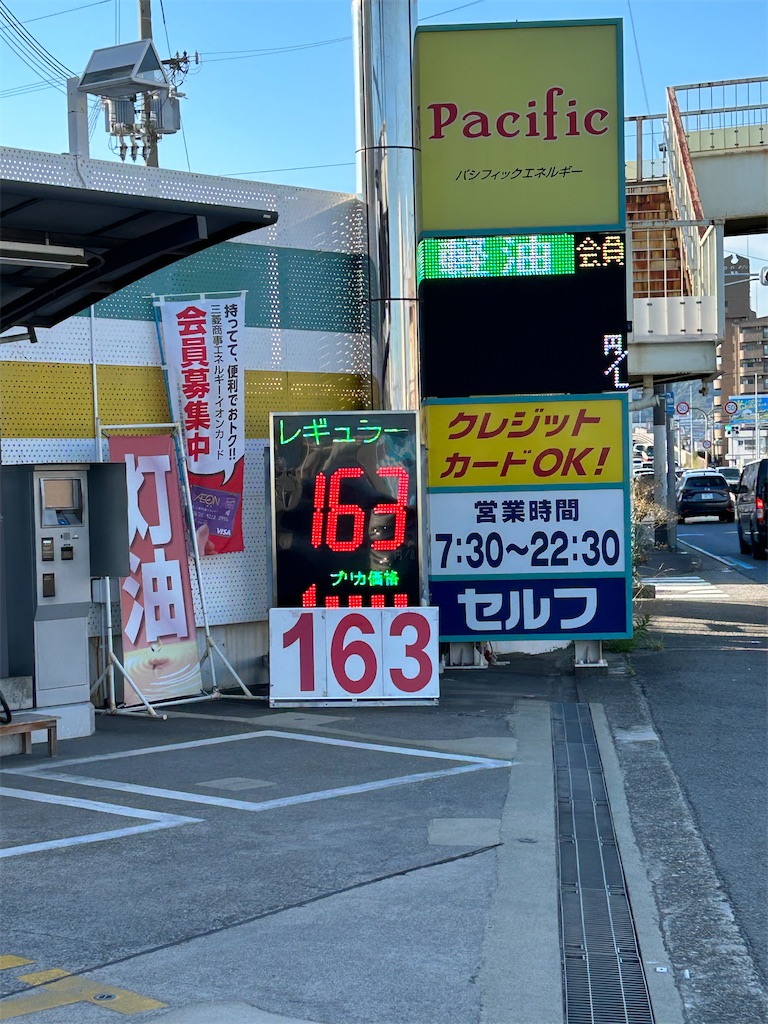 Pacific
パシフィックエネルギー
軽油 会員
円/L
クレジット
カードOK!
営業時間
7:30~22:30
セルフ
持ってて、便利でおトク!!
三菱商事エネルギー・イオンカード
会員募集中
AEON
VISA
灯油
レギュラー
163
プリカ価格
163